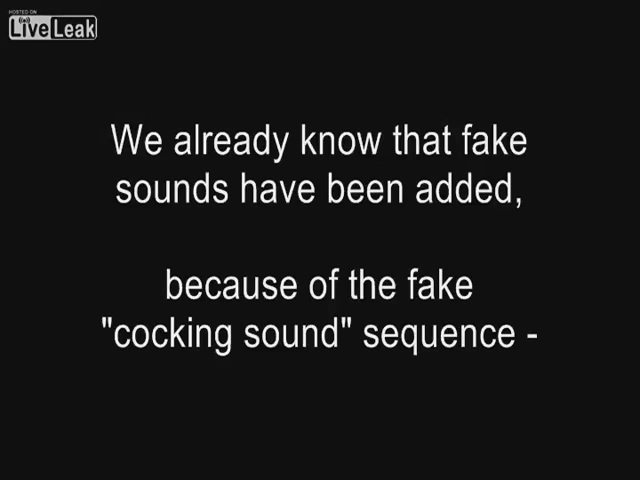 HOSTED ON
LiveLeak
We already know that fake
sounds have been added,
because of the fake
"cocking sound" sequence -